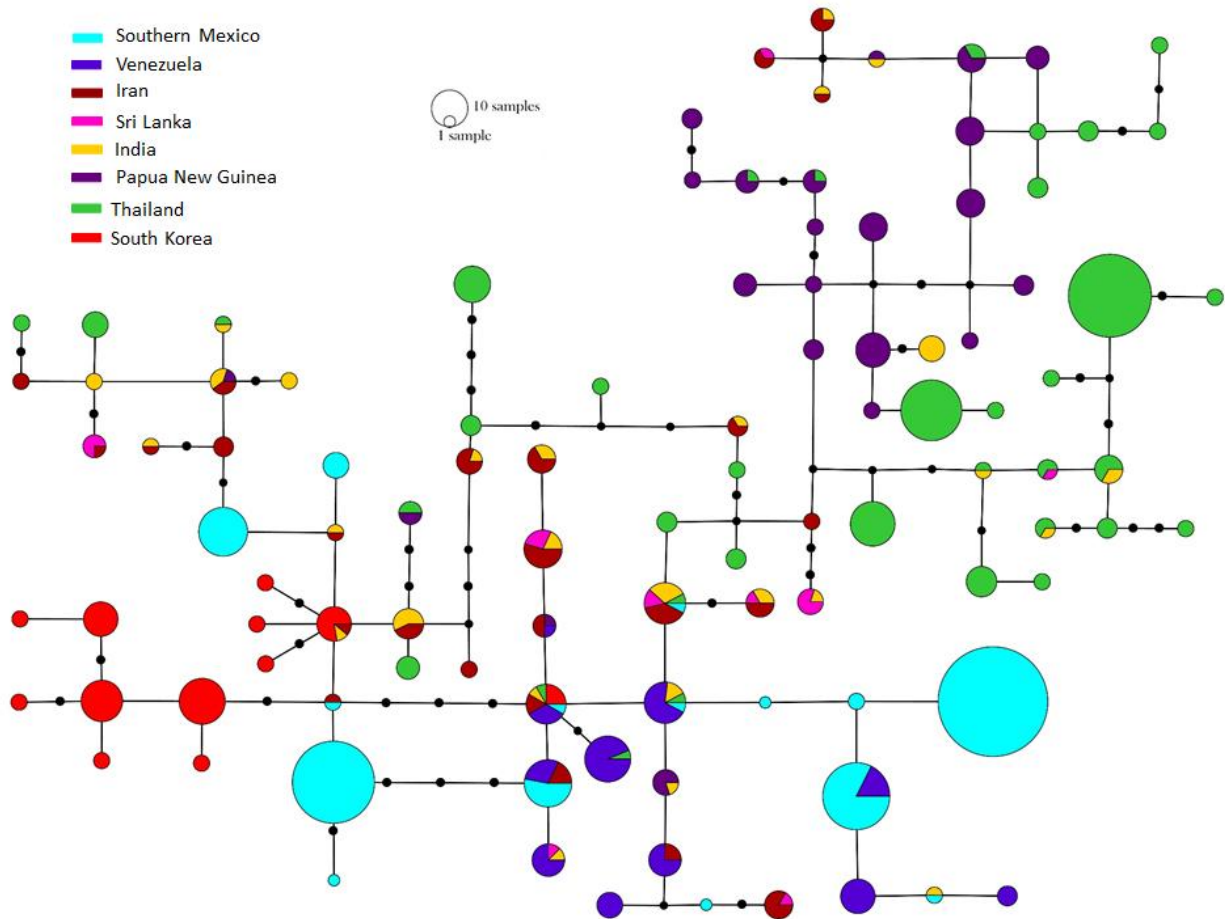 Southern Mexico
Venezuela
Iran
Sri Lanka
India
Papua New Guinea
Thailand
South Korea
10 samples
1 sample